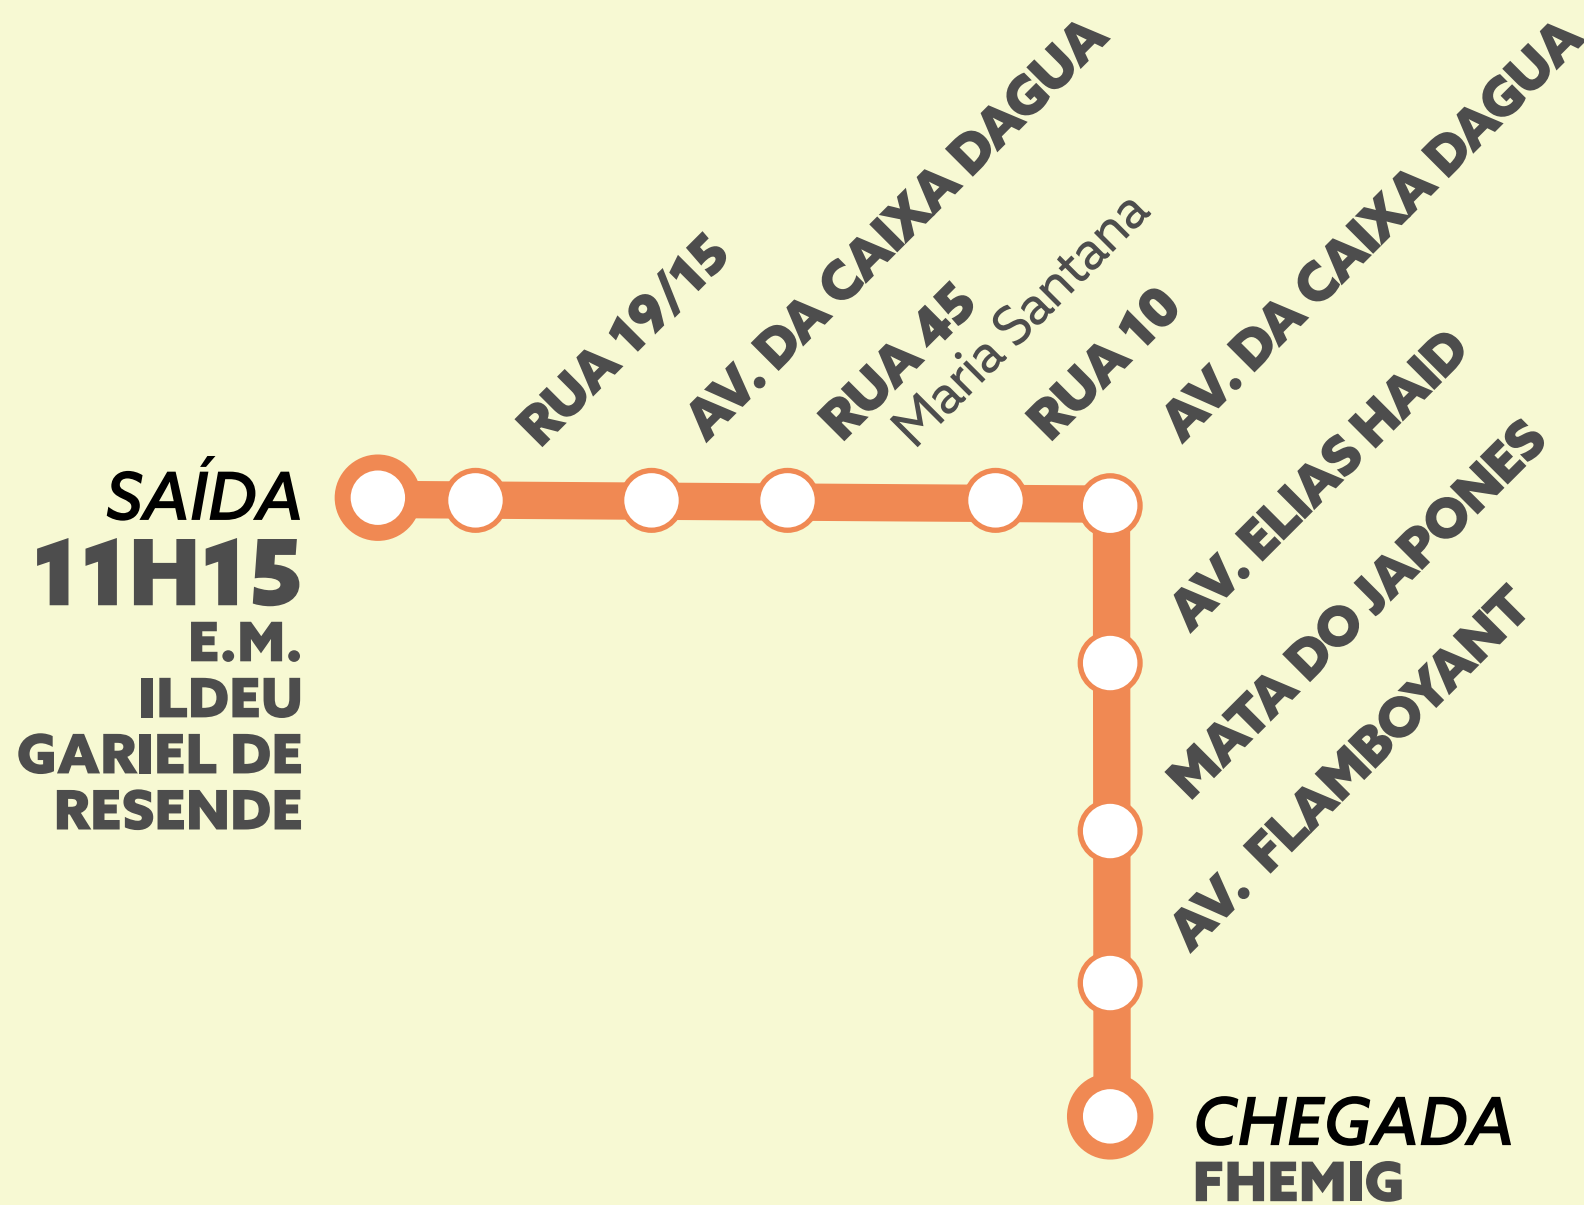 SAÍDA
11H15
E.M.
ILDEU
GARIEL DE
RESENDE
RUA 19/15
AV. DA CAIXA DAGUA
RUA 45
Maria Santana
RUA 10
AV. DA CAIXA DAGUA
AV. ELIAS HAID
MATA DO JAPONES
AV. FLAMBOYANT
CHEGADA
FHEMIG